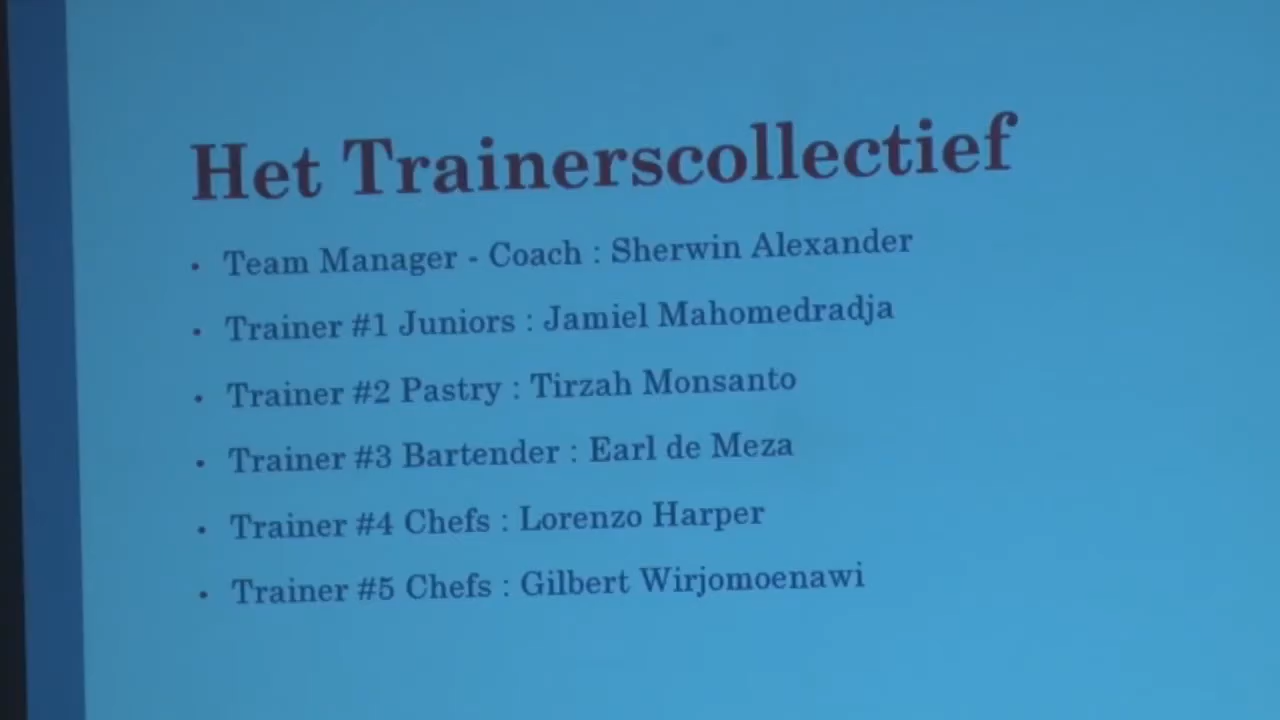 Het Trainerscollectief
• Team Manager - Coach : Sherwin Alexander
• Trainer #1 Juniors : Jamiel Mahomedradja
• Trainer #2 Pastry : Tirzah Monsanto
• Trainer #3 Bartender : Earl de Meza
• Trainer #4 Chefs : Lorenzo Harper
• Trainer #5 Chefs : Gilbert Wirjomoenawi